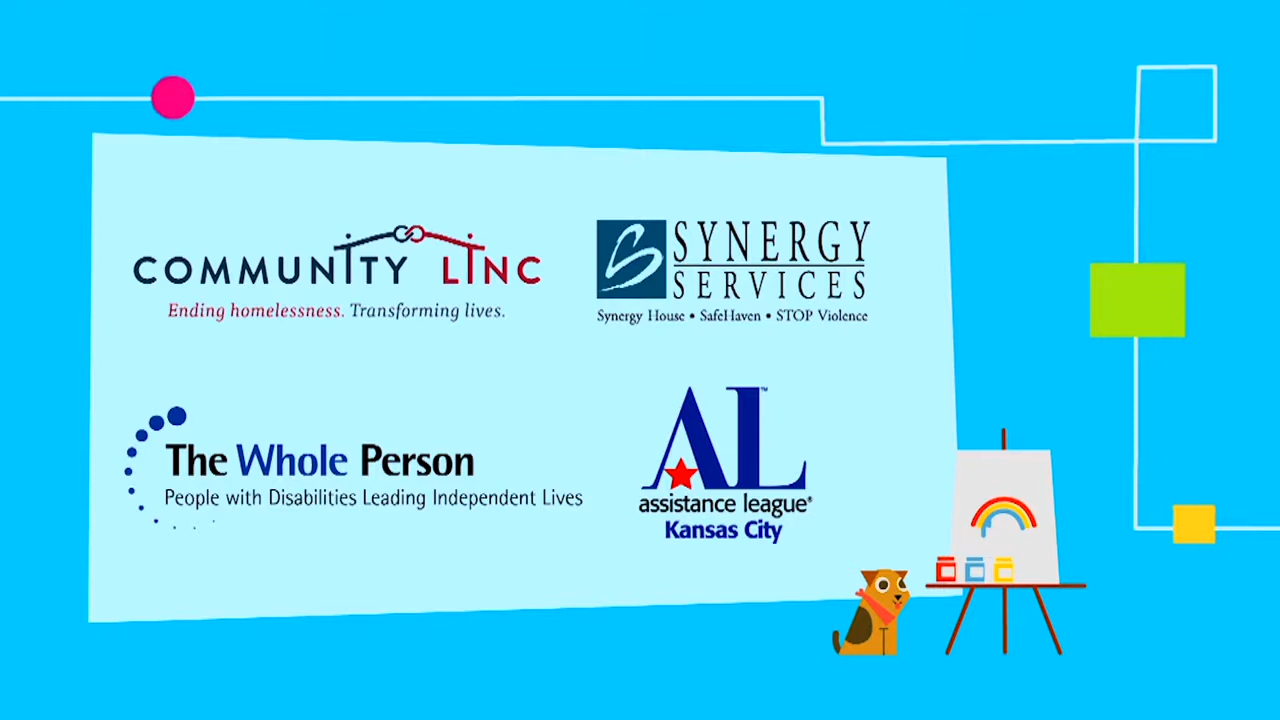 COMMUNITY LINC
Ending homelessness. Transforming lives.
SYNERGY
SERVICES
Synergy House • SafeHaven • STOP Violence
The Whole Person
People with Disabilities Leading Independent Lives
AL™
assistance league®
Kansas City